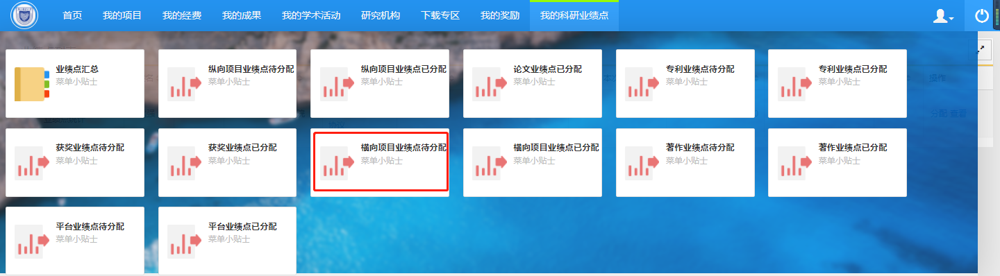 首页 我的项目 我的经费 我的成果 我的学术活动 研究机构 下载专区 我的奖励 我的科研业绩点
业绩点汇总
菜单小贴士
纵向项目业绩点待分配
菜单小贴士
纵向项目业绩点已分配
菜单小贴士
论文业绩点已分配
菜单小贴士
专利业绩点待分配
菜单小贴士
专利业绩点已分配
菜单小贴士
操作
分配 查看
获奖业绩点待分配
菜单小贴士
获奖业绩点已分配
菜单小贴士
横向项目业绩点待分配
菜单小贴士
横向项目业绩点已分配
菜单小贴士
著作业绩点待分配
菜单小贴士
著作业绩点已分配
菜单小贴士
平台业绩点待分配
菜单小贴士
平台业绩点已分配
菜单小贴士